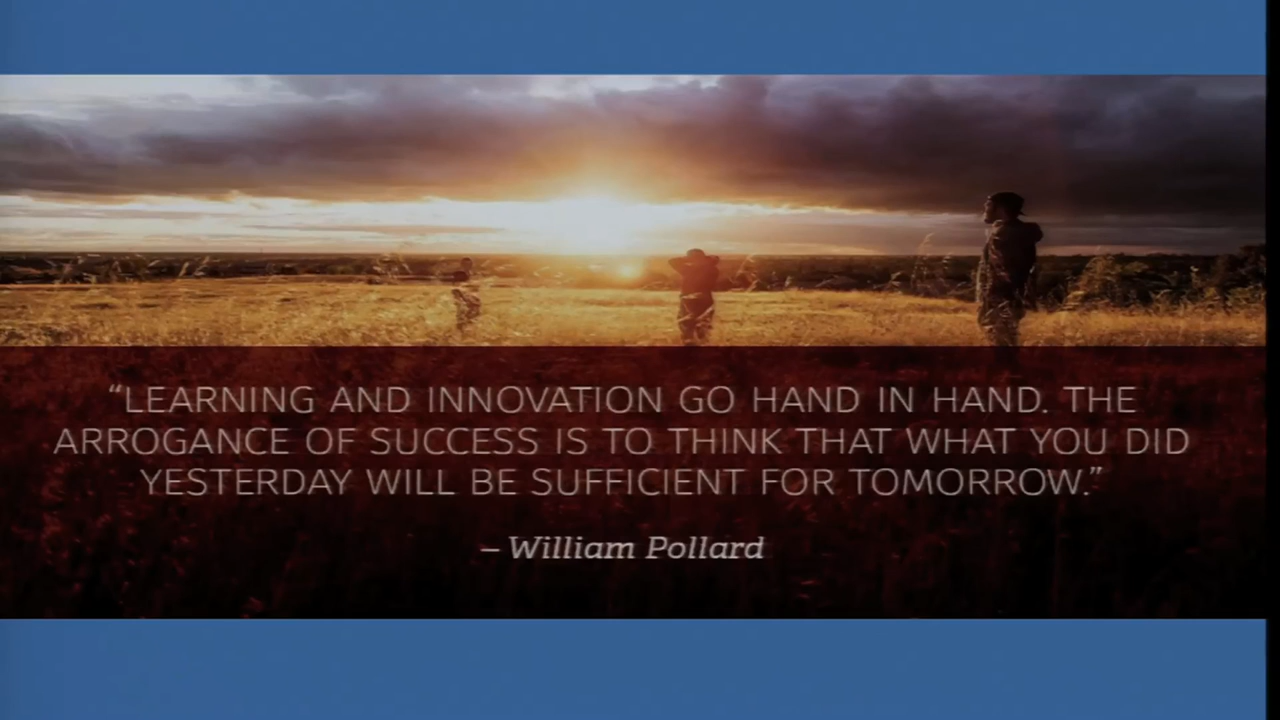 “LEARNING AND INNOVATION GO HAND IN HAND. THE
ARROGANCE OF SUCCESS IS TO THINK THAT WHAT YOU DID
YESTERDAY WILL BE SUFFICIENT FOR TOMORROW.”
– William Pollard